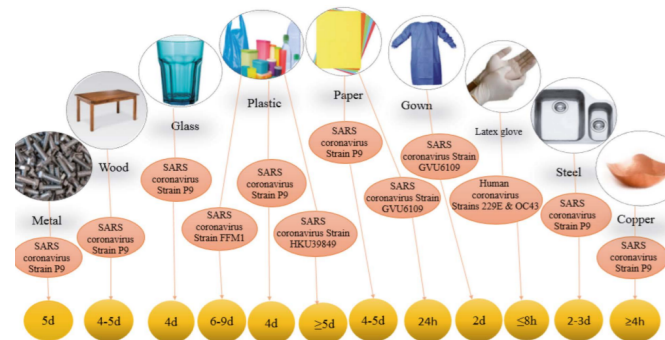 Metal
Wood
Glass
Plastic
Paper
Gown
Latex glove
Steel
Copper
SARS
coronavirus
Strain P9
SARS
coronavirus
Strain P9
SARS
coronavirus
Strain P9
SARS
coronavirus
Strain FFM1
SARS
coronavirus
Strain P9
SARS
coronavirus Strain
HKU39849
SARS
coronavirus
Strain P9
SARS
coronavirus Strain
GVU6109
SARS
coronavirus Strain
GVU6109
Human
coronavirus
Strains 229E & OC43
SARS
coronavirus
Strain P9
SARS
coronavirus
Strain P9
5d
4-5d
4d
6-9d
4d
≥5d
4-5d
24h
2d
≤8h
2-3d
≥4h